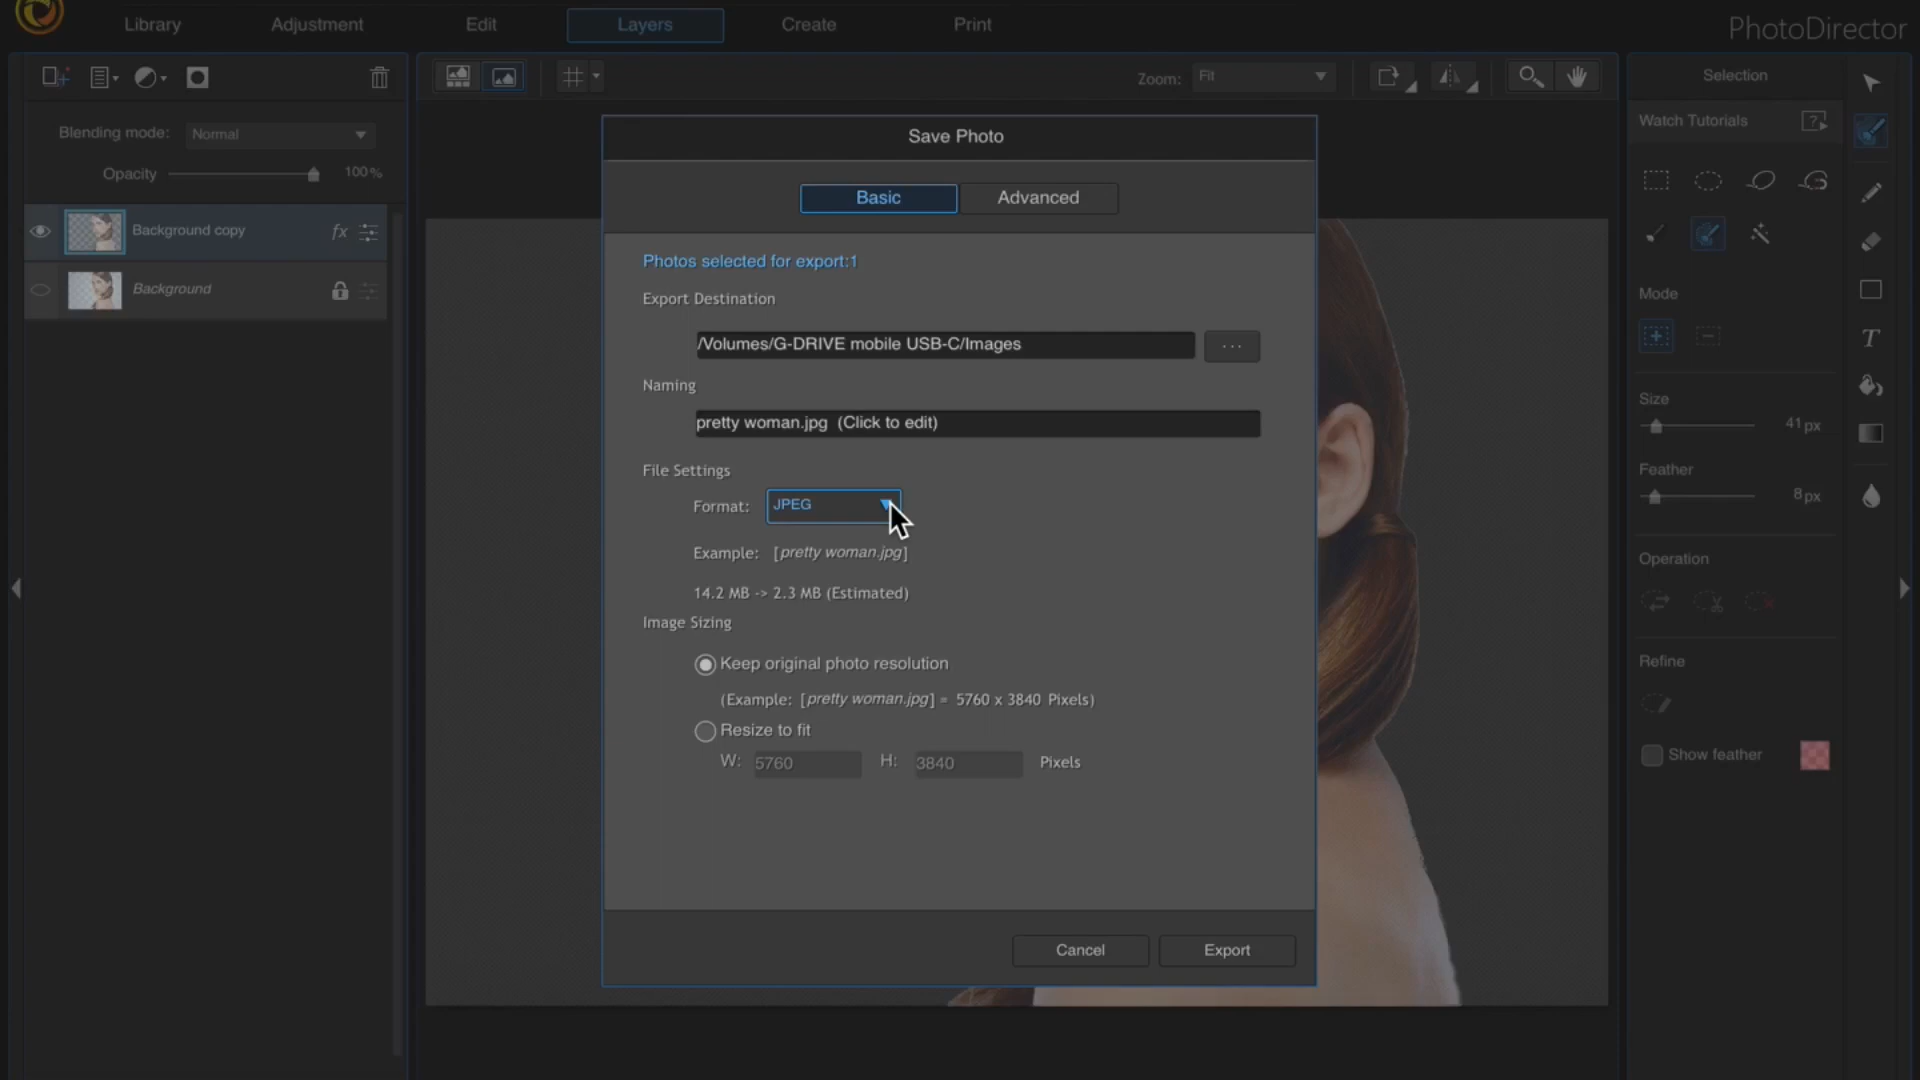 Library
Adjustment
Edit
Layers
Create
Print
PhotoDirector
Zoom:
Fit
Selection
Watch Tutorials
Blending mode:
Normal
Opacity
100%
Background copy
fx
Background
Save Photo
Basic
Advanced
Photos selected for export:1
Export Destination
/Volumes/G-DRIVE mobile USB-C/Images
...
Naming
pretty woman.jpg (Click to edit)
File Settings
Format:
JPEG
Example: [pretty woman.jpg]
14.2 MB -> 2.3 MB (Estimated)
Image Sizing
Keep original photo resolution
(Example: [pretty woman.jpg] = 5760 x 3840 Pixels)
Resize to fit
W: 5760 H: 3840 Pixels
Cancel
Export
Mode
Size
41px
Feather
8px
Operation
Refine
Show feather
T
?